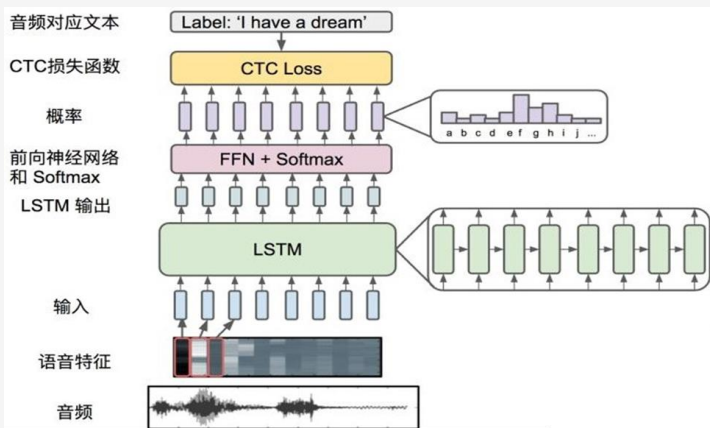 音频对应文本
Label: ‘I have a dream’
CTC损失函数
CTC Loss
概率
a b c d e f g h i j ...
前向神经网络
和 Softmax
FFN + Softmax
LSTM 输出
LSTM
输入
语音特征
音频